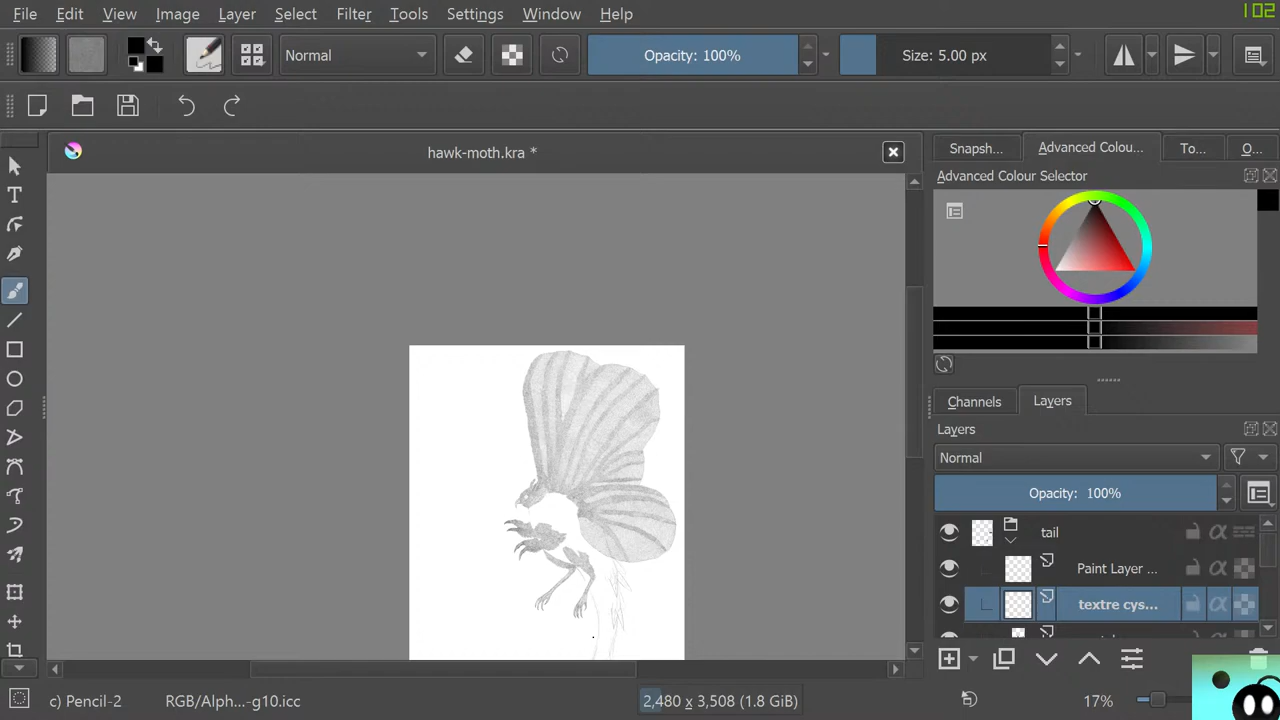 File Edit View Image Layer Select Filter Tools Settings Window Help
102
Normal
Opacity: 100%
Size: 5.00 px
hawk-moth.kra *
Snapsh...
Advanced Colou...
To...
O...
Advanced Colour Selector
Channels
Layers
Layers
Normal
Opacity: 100%
tail
Paint Layer ...
textre cys...
c) Pencil-2
RGB/Alph...-g10.icc
2,480 x 3,508 (1.8 GiB)
17%